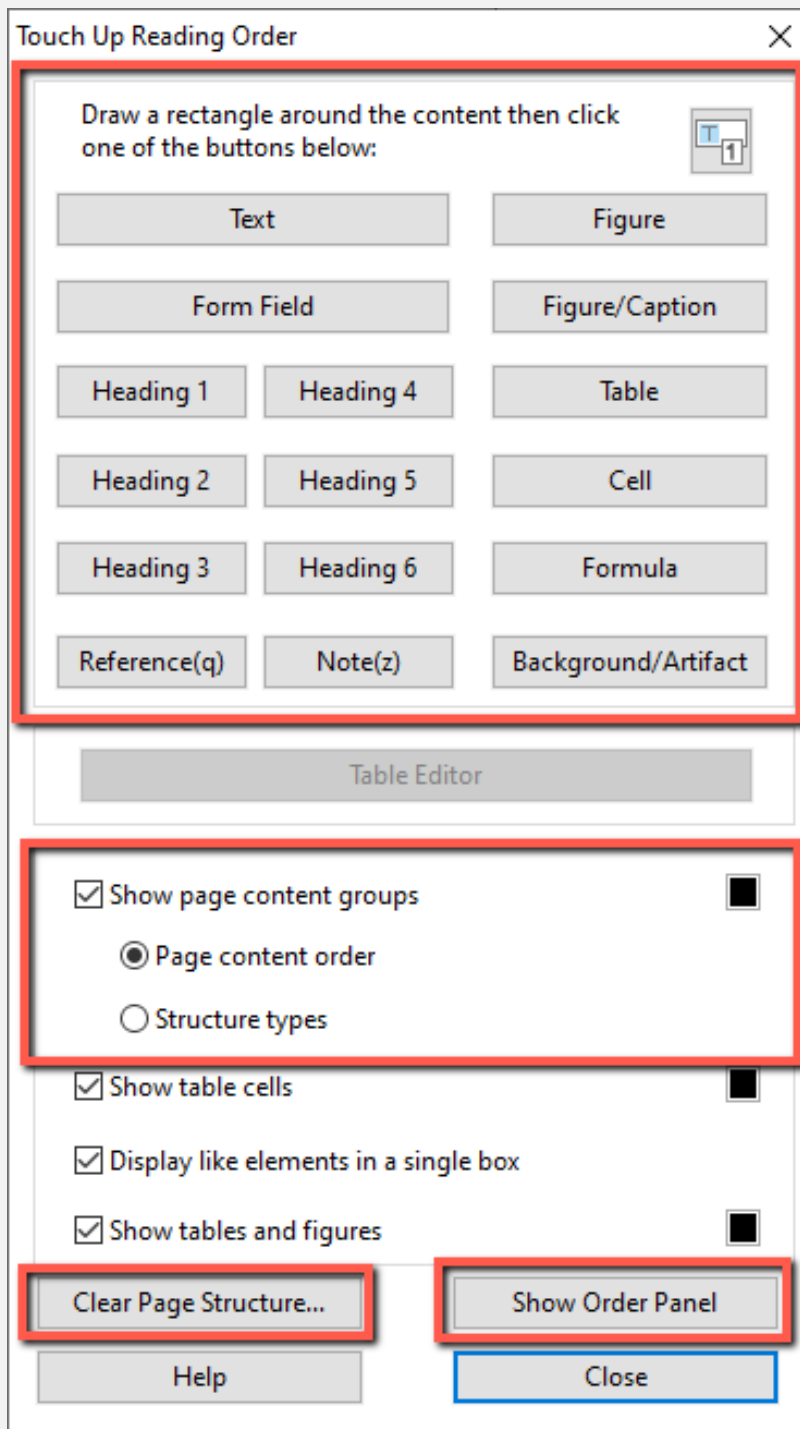 Touch Up Reading Order
Draw a rectangle around the content then click
one of the buttons below:
T
1
Text
Figure
Form Field
Figure/Caption
Heading 1
Heading 4
Table
Heading 2
Heading 5
Cell
Heading 3
Heading 6
Formula
Reference(q)
Note(z)
Background/Artifact
Table Editor
Show page content groups
Page content order
Structure types
Show table cells
Display like elements in a single box
Show tables and figures
Clear Page Structure...
Show Order Panel
Help
Close